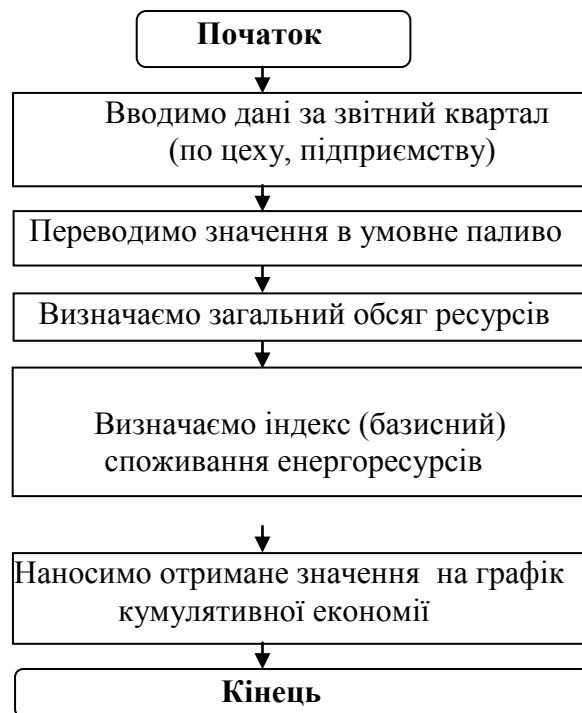 Початок
Вводимо дані за звітний квартал
(по цеху, підприємству)
Переводимо значення в умовне паливо
Визначаємо загальний обсяг ресурсів
Визначаємо індекс (базисний)
споживання енергоресурсів
Наносимо отримане значення на графік
кумулятивної економії
Кінець